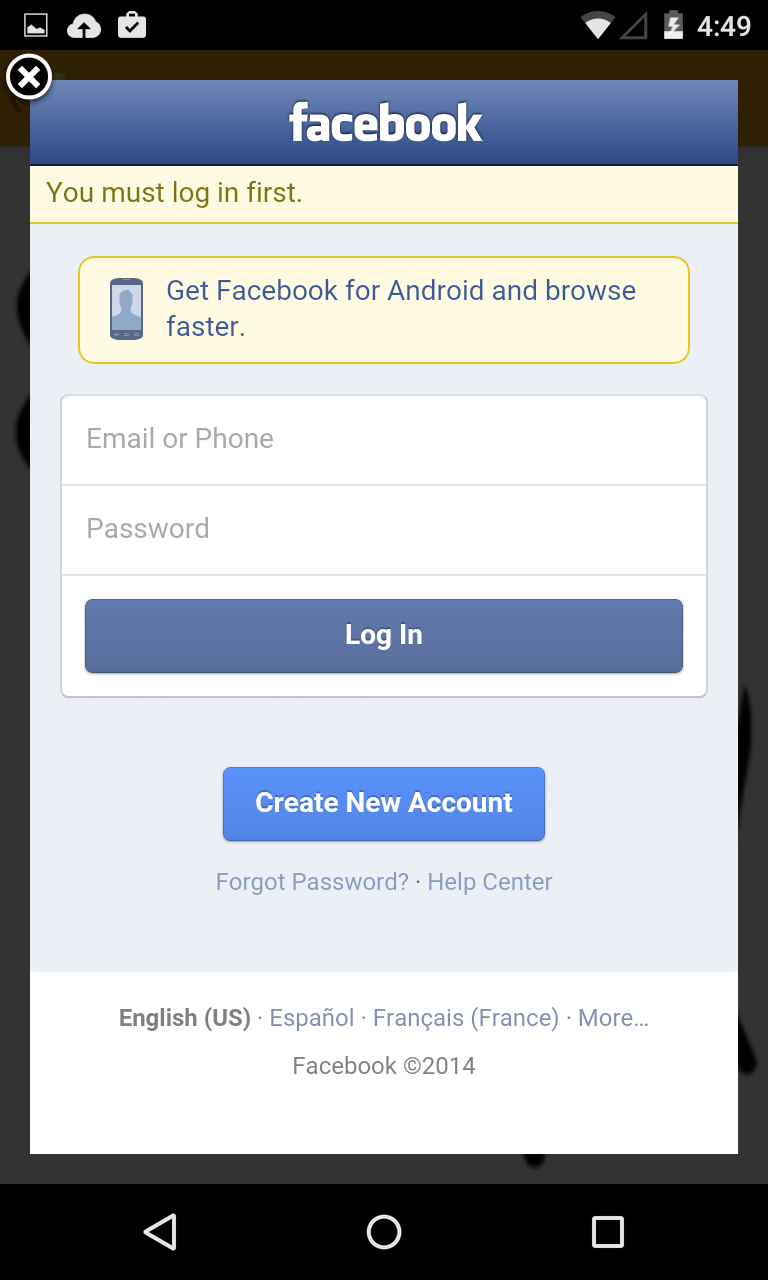 4:49
facebook
You must log in first.
Get Facebook for Android and browse
faster.
Email or Phone
Password
Log In
Create New Account
Forgot Password? · Help Center
English (US) · Español · Français (France) · More…
Facebook ©2014